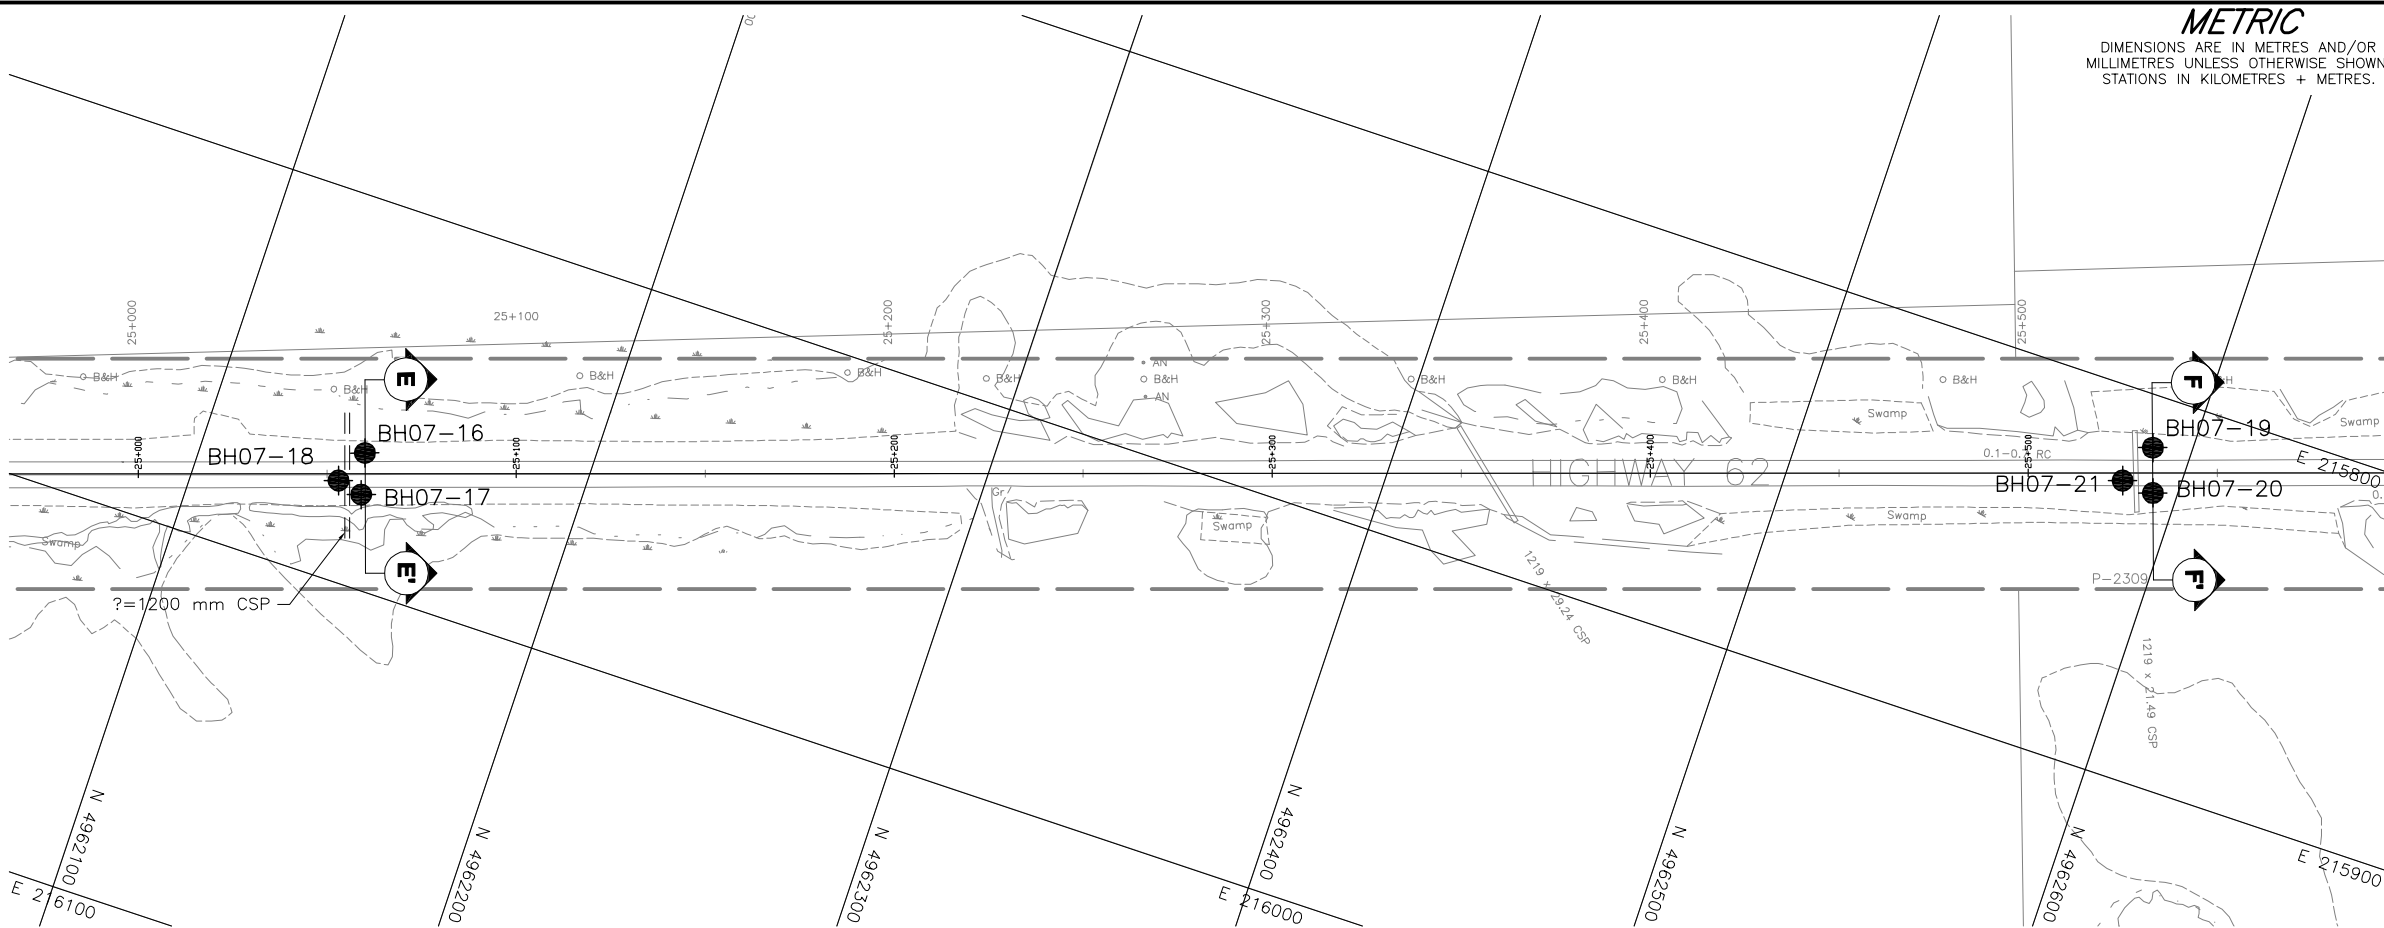 METRIC
DIMENSIONS ARE IN METRES AND/OR
MILLIMETRES UNLESS OTHERWISE SHOWN
STATIONS IN KILOMETRES + METRES.
25+000
25+100
25+200
25+300
25+400
25+500
B&H
B&H
B&H
B&H
B&H
AN
B&H
AN
B&H
B&H
B&H
E
F
Swamp
Swamp
BH07-16
BH07-18
BH07-17
25+000
25+100
25+200
25+300
25+400
25+500
HIGHWAY 62
BH07-19
BH07-21
BH07-20
E 215800
Gr
Swamp
Swamp
Swamp
E'
F'
P-2309
?=1200 mm CSP
1219 x 29.24 CSP
1219 x 21.49 CSP
N 4962100
N 4962200
N 4962300
N 4962400
N 4962500
N 4962600
E 216100
E 216000
E 215900